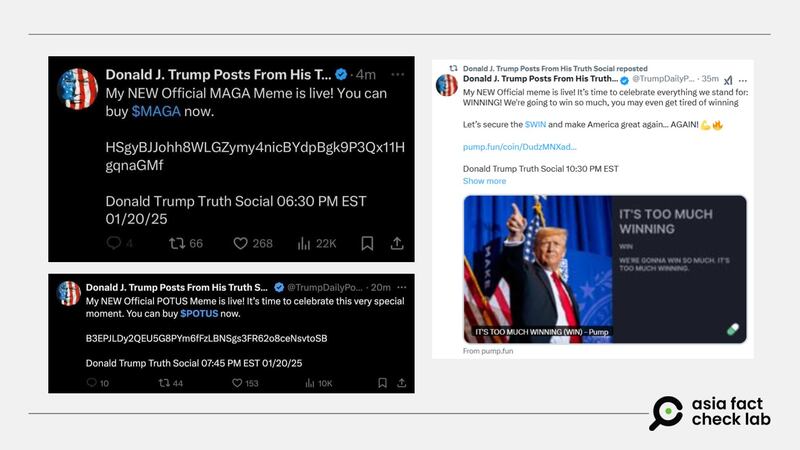 Donald J. Trump Posts From His T... · 4m
My NEW Official MAGA Meme is live! You can
buy $MAGA now.
HSgyBJJohh8WLGZymy4nicBYdpBgk9P3Qx11H
gqnaGMf
Donald Trump Truth Social 06:30 PM EST
01/20/25
4 66 268 22K
Donald J. Trump Posts From His Truth S... @TrumpDailyPo... · 20m
My NEW Official POTUS Meme is live! It's time to celebrate this very special
moment. You can buy $POTUS now.
B3EPJLDy2QEU5G8PYm6fFzLBNSgs3FR62o8ceNsvtoSB
Donald Trump Truth Social 07:45 PM EST 01/20/25
10 44 153 10K
Donald J. Trump Posts From His Truth Social reposted
Donald J. Trump Posts From His Truth... @TrumpDailyP... · 35m
My NEW Official meme is live! It's time to celebrate everything we stand for:
WINNING! We're going to win so much, you may even get tired of winning
Let's secure the $WIN and make America great again... AGAIN! 💪🔥
pump.fun/coin/DudzMNXad...
Donald Trump Truth Social 10:30 PM EST
Show more
IT'S TOO MUCH
WINNING
WIN
WE'RE GONNA WIN SO MUCH. IT'S
TOO MUCH WINNING.
MAKE
IT'S TOO MUCH WINNING (WIN) – Pump
From pump.fun
asia fact
check lab